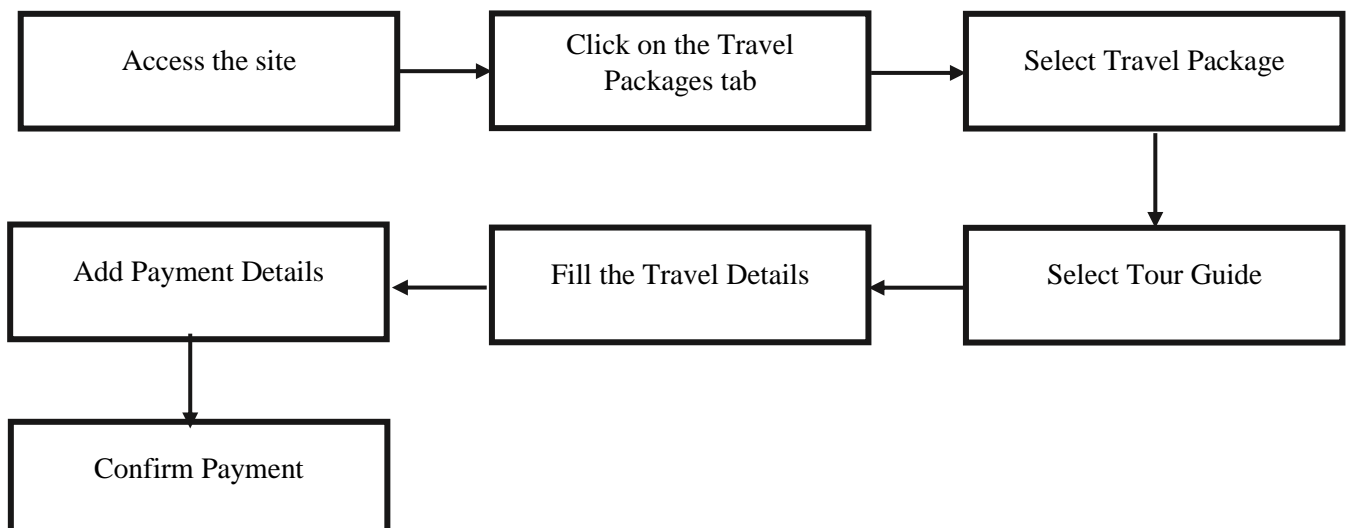 Access the site
Click on the Travel
Packages tab
Select Travel Package
Select Tour Guide
Fill the Travel Details
Add Payment Details
Confirm Payment